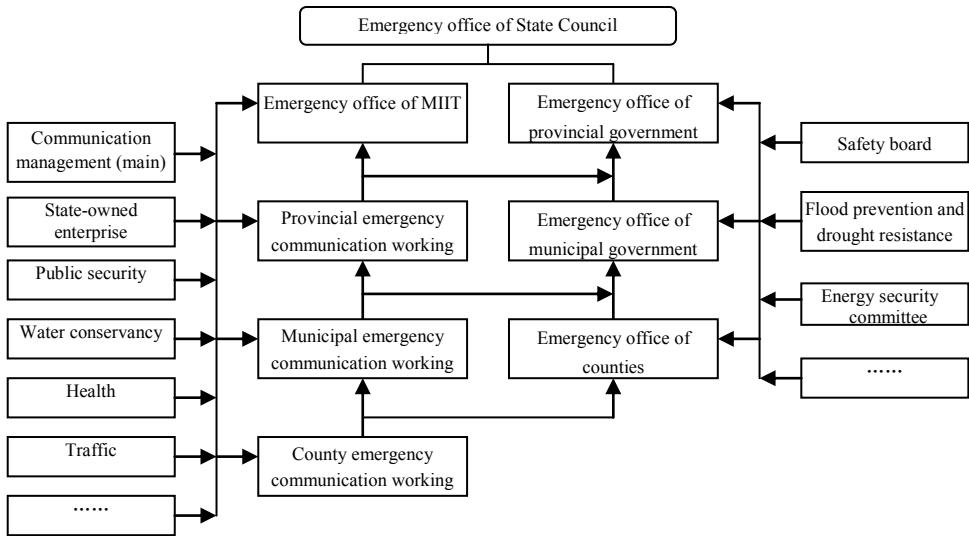 Emergency office of State Council
Emergency office of MIIT
Emergency office of
provincial government
Communication
management (main)
Safety board
State-owned
enterprise
Provincial emergency
communication working
Emergency office of
municipal government
Flood prevention and
drought resistance
Public security
Energy security
committee
Water conservancy
Municipal emergency
communication working
Emergency office of
counties
……
Health
Traffic
County emergency
communication working
……